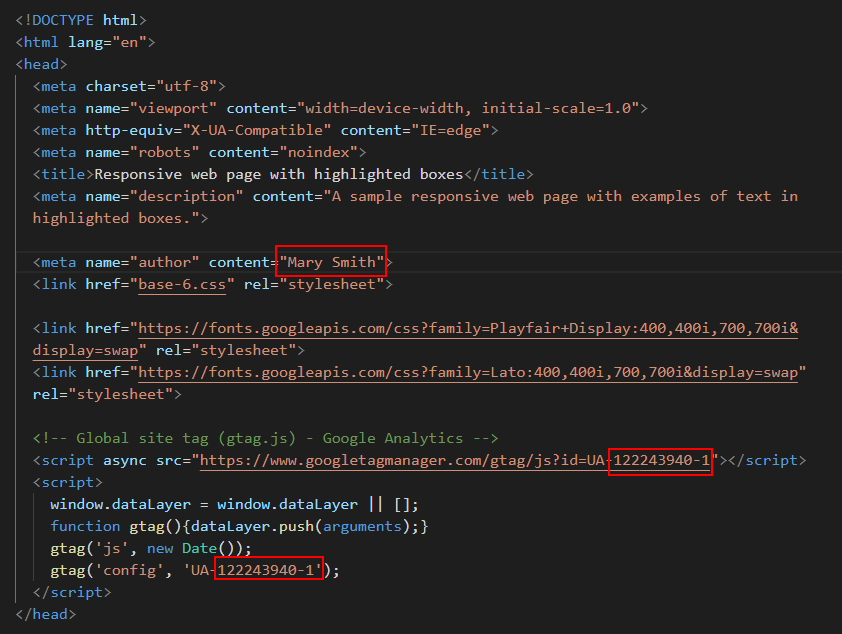 <!DOCTYPE html>
<html lang="en">
<head>
<meta charset="utf-8">
<meta name="viewport" content="width=device-width, initial-scale=1.0">
<meta http-equiv="X-UA-Compatible" content="IE=edge">
<meta name="robots" content="noindex">
<title>Responsive web page with highlighted boxes</title>
<meta name="description" content="A sample responsive web page with examples of text in
highlighted boxes.">
<meta name="author" content="Mary Smith">
<link href="base-6.css" rel="stylesheet">
<link href="https://fonts.googleapis.com/css?family=Playfair+Display:400,400i,700,700i&
display=swap" rel="stylesheet">
<link href="https://fonts.googleapis.com/css?family=Lato:400,400i,700,700i&display=swap"
rel="stylesheet">
<!-- Global site tag (gtag.js) - Google Analytics -->
<script async src="https://www.googletagmanager.com/gtag/js?id=UA-122243940-1"></script>
<script>
window.dataLayer = window.dataLayer || [];
function gtag(){dataLayer.push(arguments);}
gtag('js', new Date());
gtag('config', 'UA-122243940-1');
</script>
</head>